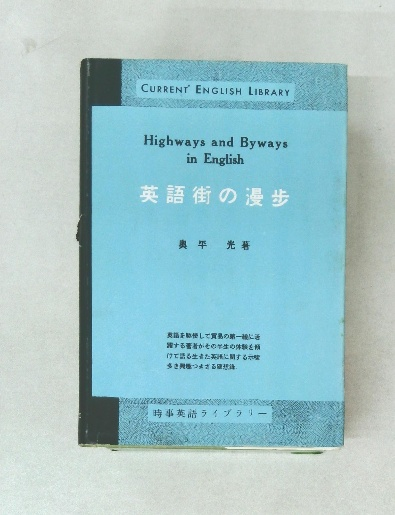 CURRENT ENGLISH LIBRARY
Highways and Byways
in English
英語街の漫歩
奥平 光著
英語を駆使して貿易の第一線に活
躍する著者がその半生の体験を傾
けて語る生きた英語に関する示唆
多き興趣つきざる随想録
時事英語ライブラリー